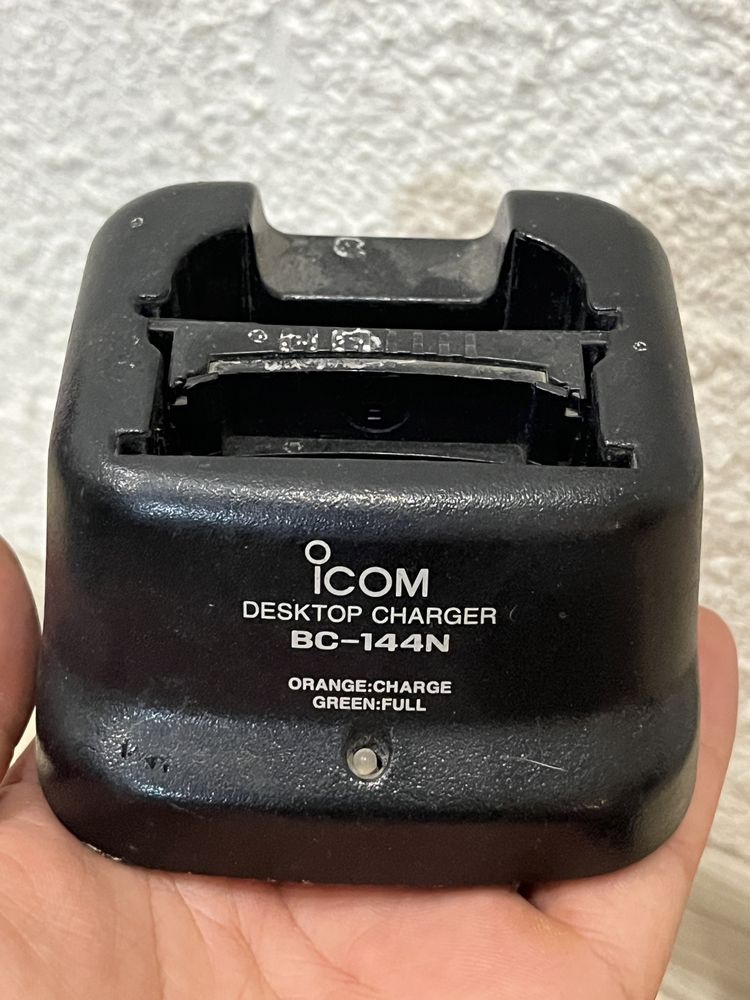 ICOM
DESKTOP CHARGER
BC-144N
ORANGE:CHARGE
GREEN:FULL